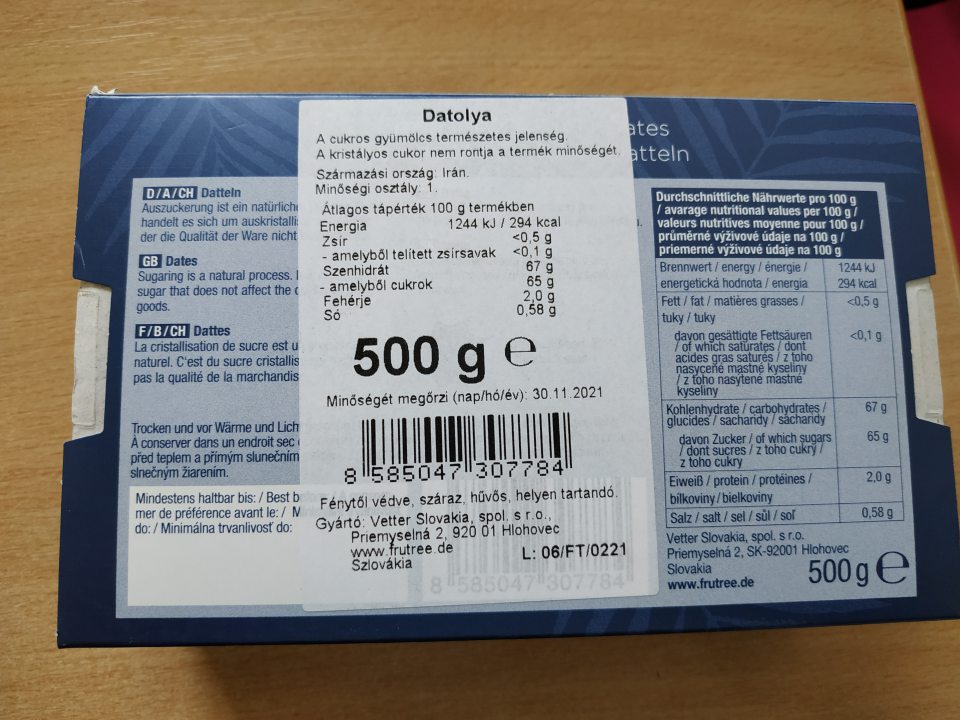 Datolya
A cukros gyümölcs természetes jelenség.
A kristályos cukor nem rontja a termék minőségét.
Származási ország: Irán.
Minőségi osztály: 1.
Átlagos tápérték 100 g termékben
Energia 1244 kJ / 294 kcal
Zsír <0,5 g
- amelyből telített zsírsavak <0,1 g
Szénhidrát 67 g
- amelyből cukrok 65 g
Fehérje 2,0 g
Só 0,58 g
500 g e
Minőségét megőrzi (nap/hó/év): 30.11.2021
8 585047 307784
Fénytől védve, száraz, hűvös, helyen tartandó.
Gyártó: Vetter Slovakia, spol. s r.o.,
Priemyselná 2, 920 01 Hlohovec
www.frutree.de
Szlovákia
L: 06/FT/0221
8 585047 307784
ates
atteln
D/A/CH Datteln
Auszuckerung ist ein natürliche
handelt es sich um auskristalli
der die Qualität der Ware nicht
GB Dates
Sugaring is a natural process.
sugar that does not affect the
goods.
F/B/CH Dattes
La cristallisation de sucre est u
naturel. C'est du sucre cristallis
pas la qualité de la marchandis
Trocken und vor Wärme und Lich
À conserver dans un endroit sec
před teplem a přímým slunečním
slnečným žiarením.
Mindestens haltbar bis: / Best b
mer de préférence avant le: / M
do: / Minimálna trvanlivosť do:
Durchschnittliche Nährwerte pro 100 g
/ avarage nutritional values per 100 g /
valeurs nutritives moyenne pour 100 g /
průměrné výživové údaje na 100 g /
priemerné výživové údaje na 100 g
Brennwert / energy / énergie / 1244 kJ
energetická hodnota / energia 294 kcal
Fett / fat / matières grasses / <0,5 g
tuky / tuky
davon gesättigte Fettsäuren <0,1 g
/ of which saturates / dont
acides gras saturés / z toho
nasycené mastné kyseliny
/ z toho nasýtené mastné
kyseliny
Kohlenhydrate / carbohydrates / 67 g
glucides / sacharidy / sacharidy
davon Zucker / of which sugars 65 g
/ dont sucres / z toho cukry /
z toho cukry
Eiweiß / protein / protéines / 2,0 g
bílkoviny / bielkoviny
Salz / salt / sel / sůl / soľ 0,58 g
Vetter Slovakia, spol. s r.o.
Priemyselná 2, SK-92001 Hlohovec
Slovakia
www.frutree.de
500 g e